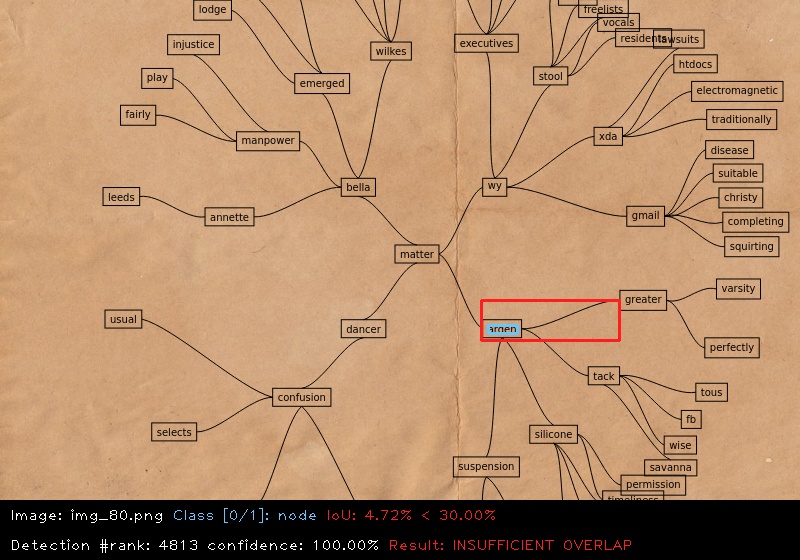 lodge
freelists
vocals
residents
lawsuits
injustice
wilkes
executives
htdocs
play
emerged
stool
electromagnetic
fairly
traditionally
manpower
xda
disease
suitable
bella
wy
leeds
christy
annette
gmail
completing
squirting
matter
varsity
greater
usual
dancer
argen
perfectly
tack
tous
confusion
fb
selects
silicone
wise
suspension
savanna
permission
timeliness
Image: img_80.png Class [0/1]: node IoU: 4.72% < 30.00%
Detection #rank: 4813 confidence: 100.00% Result: INSUFFICIENT OVERLAP